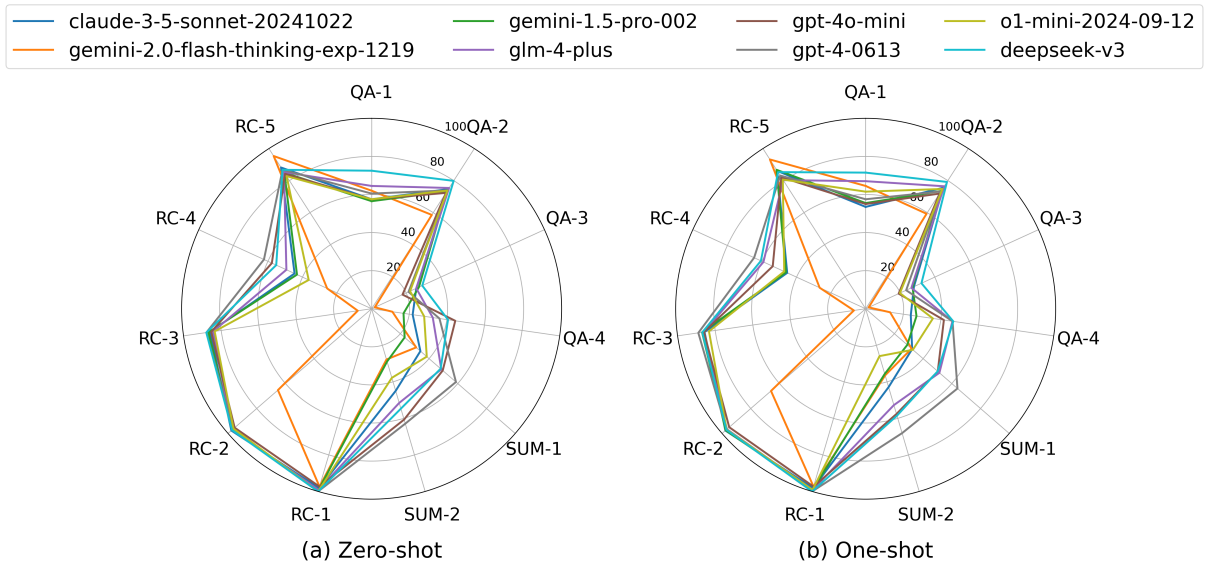 claude-3-5-sonnet-20241022
gemini-2.0-flash-thinking-exp-1219
gemini-1.5-pro-002
glm-4-plus
gpt-4o-mini
gpt-4-0613
o1-mini-2024-09-12
deepseek-v3
QA-1
QA-2
QA-3
QA-4
SUM-1
SUM-2
RC-1
RC-2
RC-3
RC-4
RC-5
20
40
60
80
100
(a) Zero-shot
QA-1
QA-2
QA-3
QA-4
SUM-1
SUM-2
RC-1
RC-2
RC-3
RC-4
RC-5
20
40
60
80
100
(b) One-shot